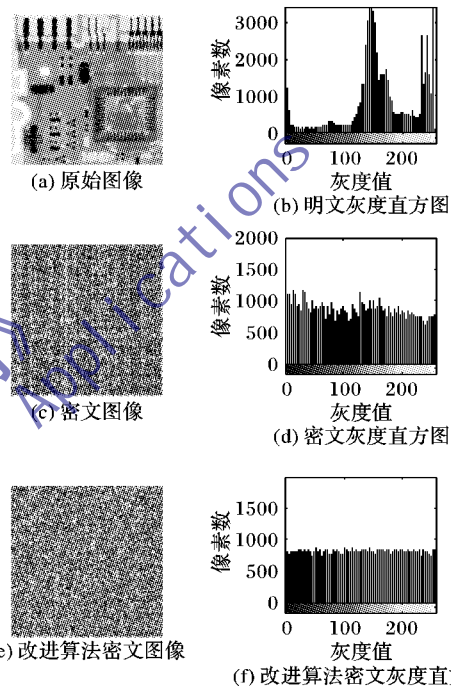 3000
2000
1000
0
像素数
0 100 200
灰度值
(a) 原始图像
(b) 明文灰度直方图
2000
1500
1000
500
0
像素数
0 100 200
灰度值
(c) 密文图像
(d) 密文灰度直方图
1500
1000
500
0
像素数
0 100 200
灰度值
e) 改进算法密文图像
(f) 改进算法密文灰度直
Applications